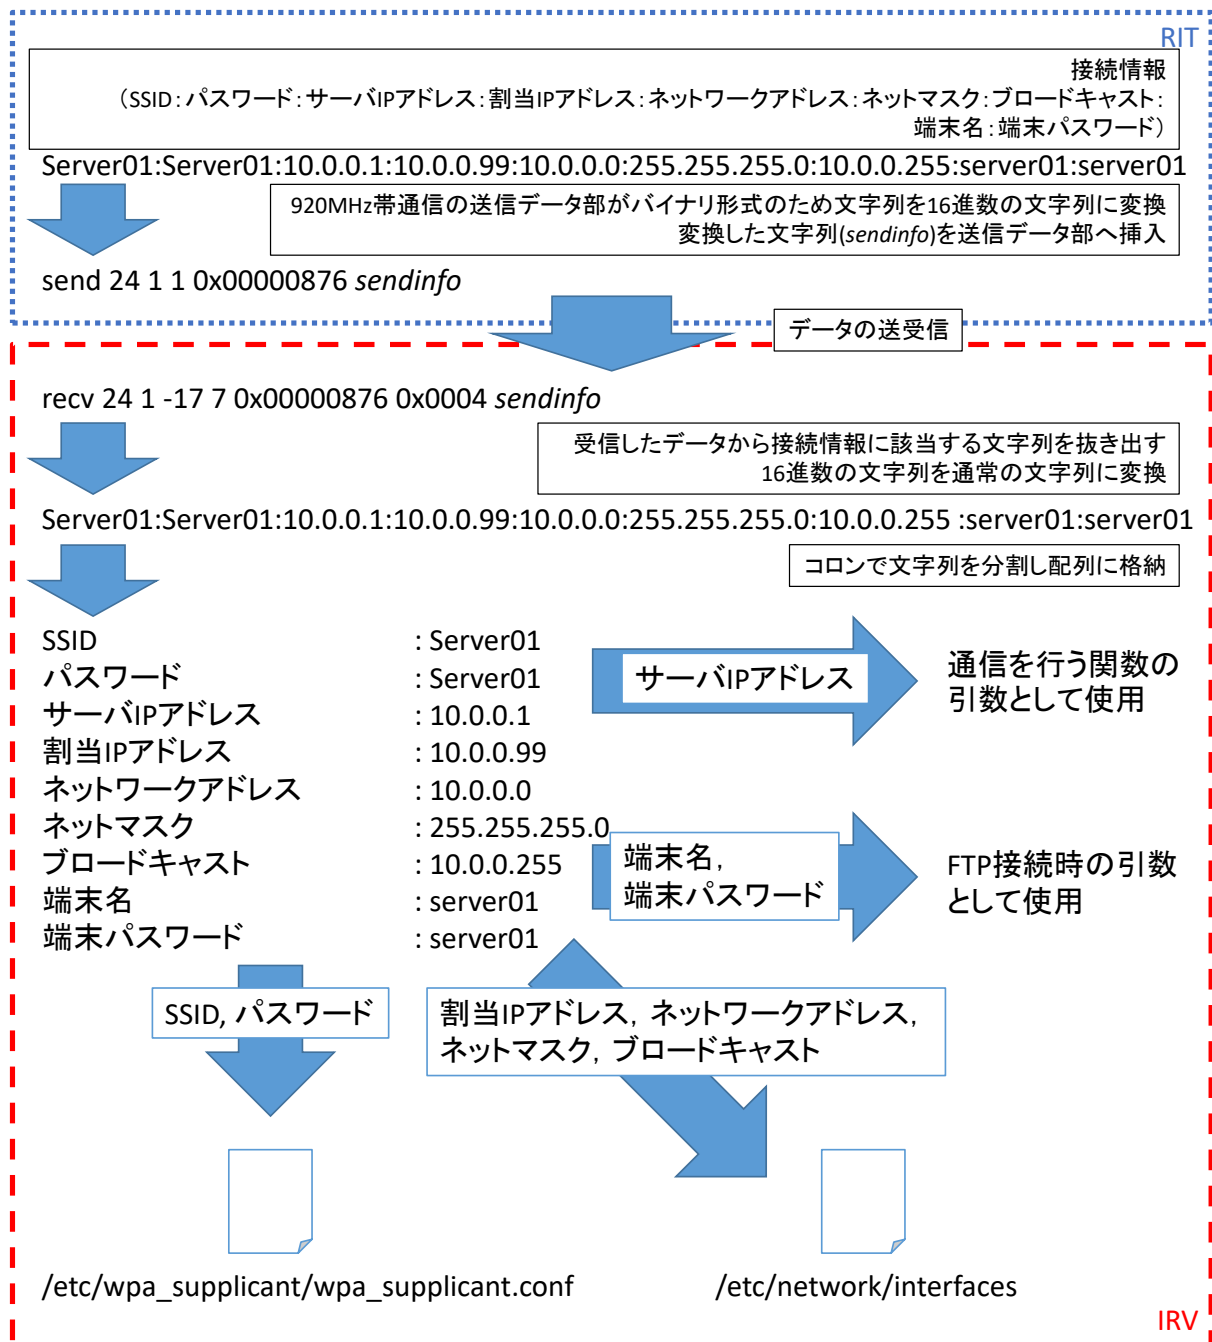 RIT
接続情報
（SSID：パスワード：サーバIPアドレス：割当IPアドレス：ネットワークアドレス：ネットマスク：ブロードキャスト：
端末名：端末パスワード）
Server01:Server01:10.0.0.1:10.0.0.99:10.0.0.0:255.255.255.0:10.0.0.255:server01:server01
920MHz帯通信の送信データ部がバイナリ形式のため文字列を16進数の文字列に変換
変換した文字列(sendinfo)を送信データ部へ挿入
send 24 1 1 0x00000876 sendinfo
データの送受信
recv 24 1 -17 7 0x00000876 0x0004 sendinfo
受信したデータから接続情報に該当する文字列を抜き出す
16進数の文字列を通常の文字列に変換
Server01:Server01:10.0.0.1:10.0.0.99:10.0.0.0:255.255.255.0:10.0.0.255 :server01:server01
コロンで文字列を分割し配列に格納
SSID : Server01
パスワード : Server01
サーバIPアドレス : 10.0.0.1
割当IPアドレス : 10.0.0.99
ネットワークアドレス : 10.0.0.0
ネットマスク : 255.255.255.0
ブロードキャスト : 10.0.0.255
端末名 : server01
端末パスワード : server01
サーバIPアドレス
通信を行う関数の
引数として使用
端末名，
端末パスワード
FTP接続時の引数
として使用
SSID, パスワード
割当IPアドレス，ネットワークアドレス，
ネットマスク，ブロードキャスト
/etc/wpa_supplicant/wpa_supplicant.conf
/etc/network/interfaces
IRV